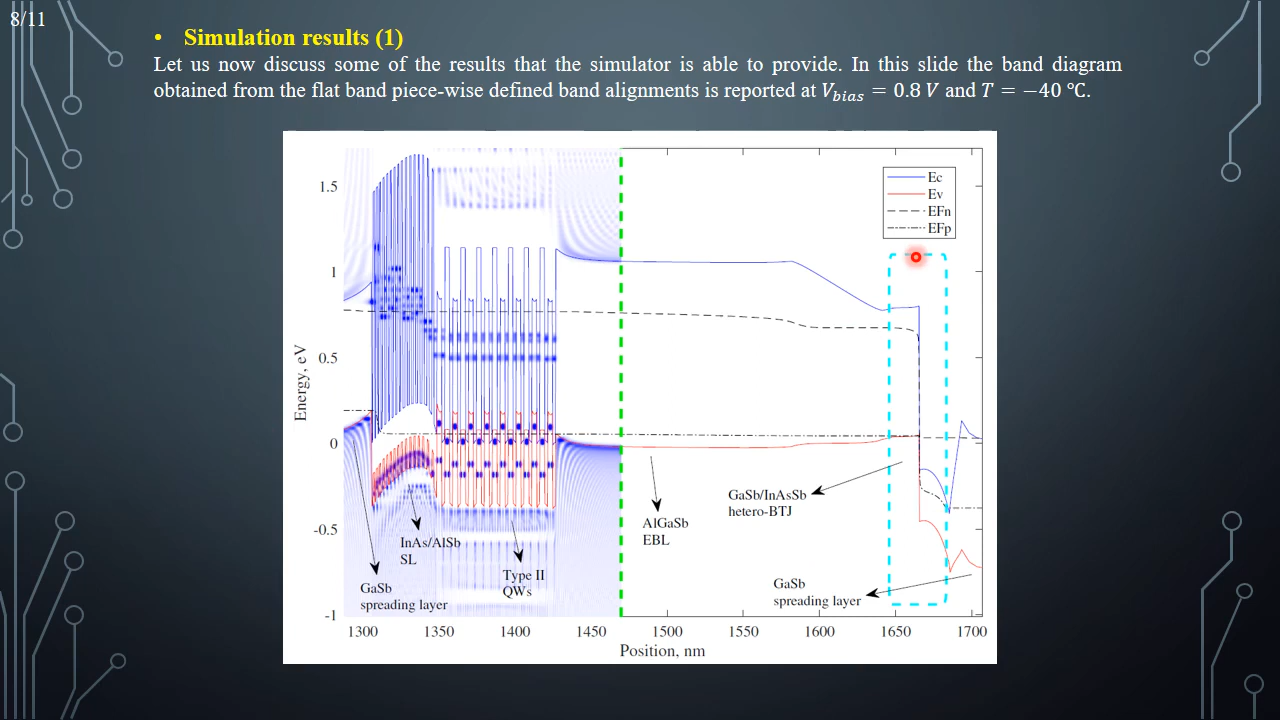 8/11
• Simulation results (1)
Let us now discuss some of the results that the simulator is able to provide. In this slide the band diagram
obtained from the flat band piece-wise defined band alignments is reported at V_bias = 0.8 V and T = −40 ℃.
Ec
Ev
EFn
EFp
1.5
1
0.5
0
-0.5
-1
Energy, eV
GaSb/InAsSb
hetero-BTJ
AlGaSb
EBL
InAs/AlSb
SL
Type II
QWs
GaSb
spreading layer
GaSb
spreading layer
1300 1350 1400 1450 1500 1550 1600 1650 1700
Position, nm